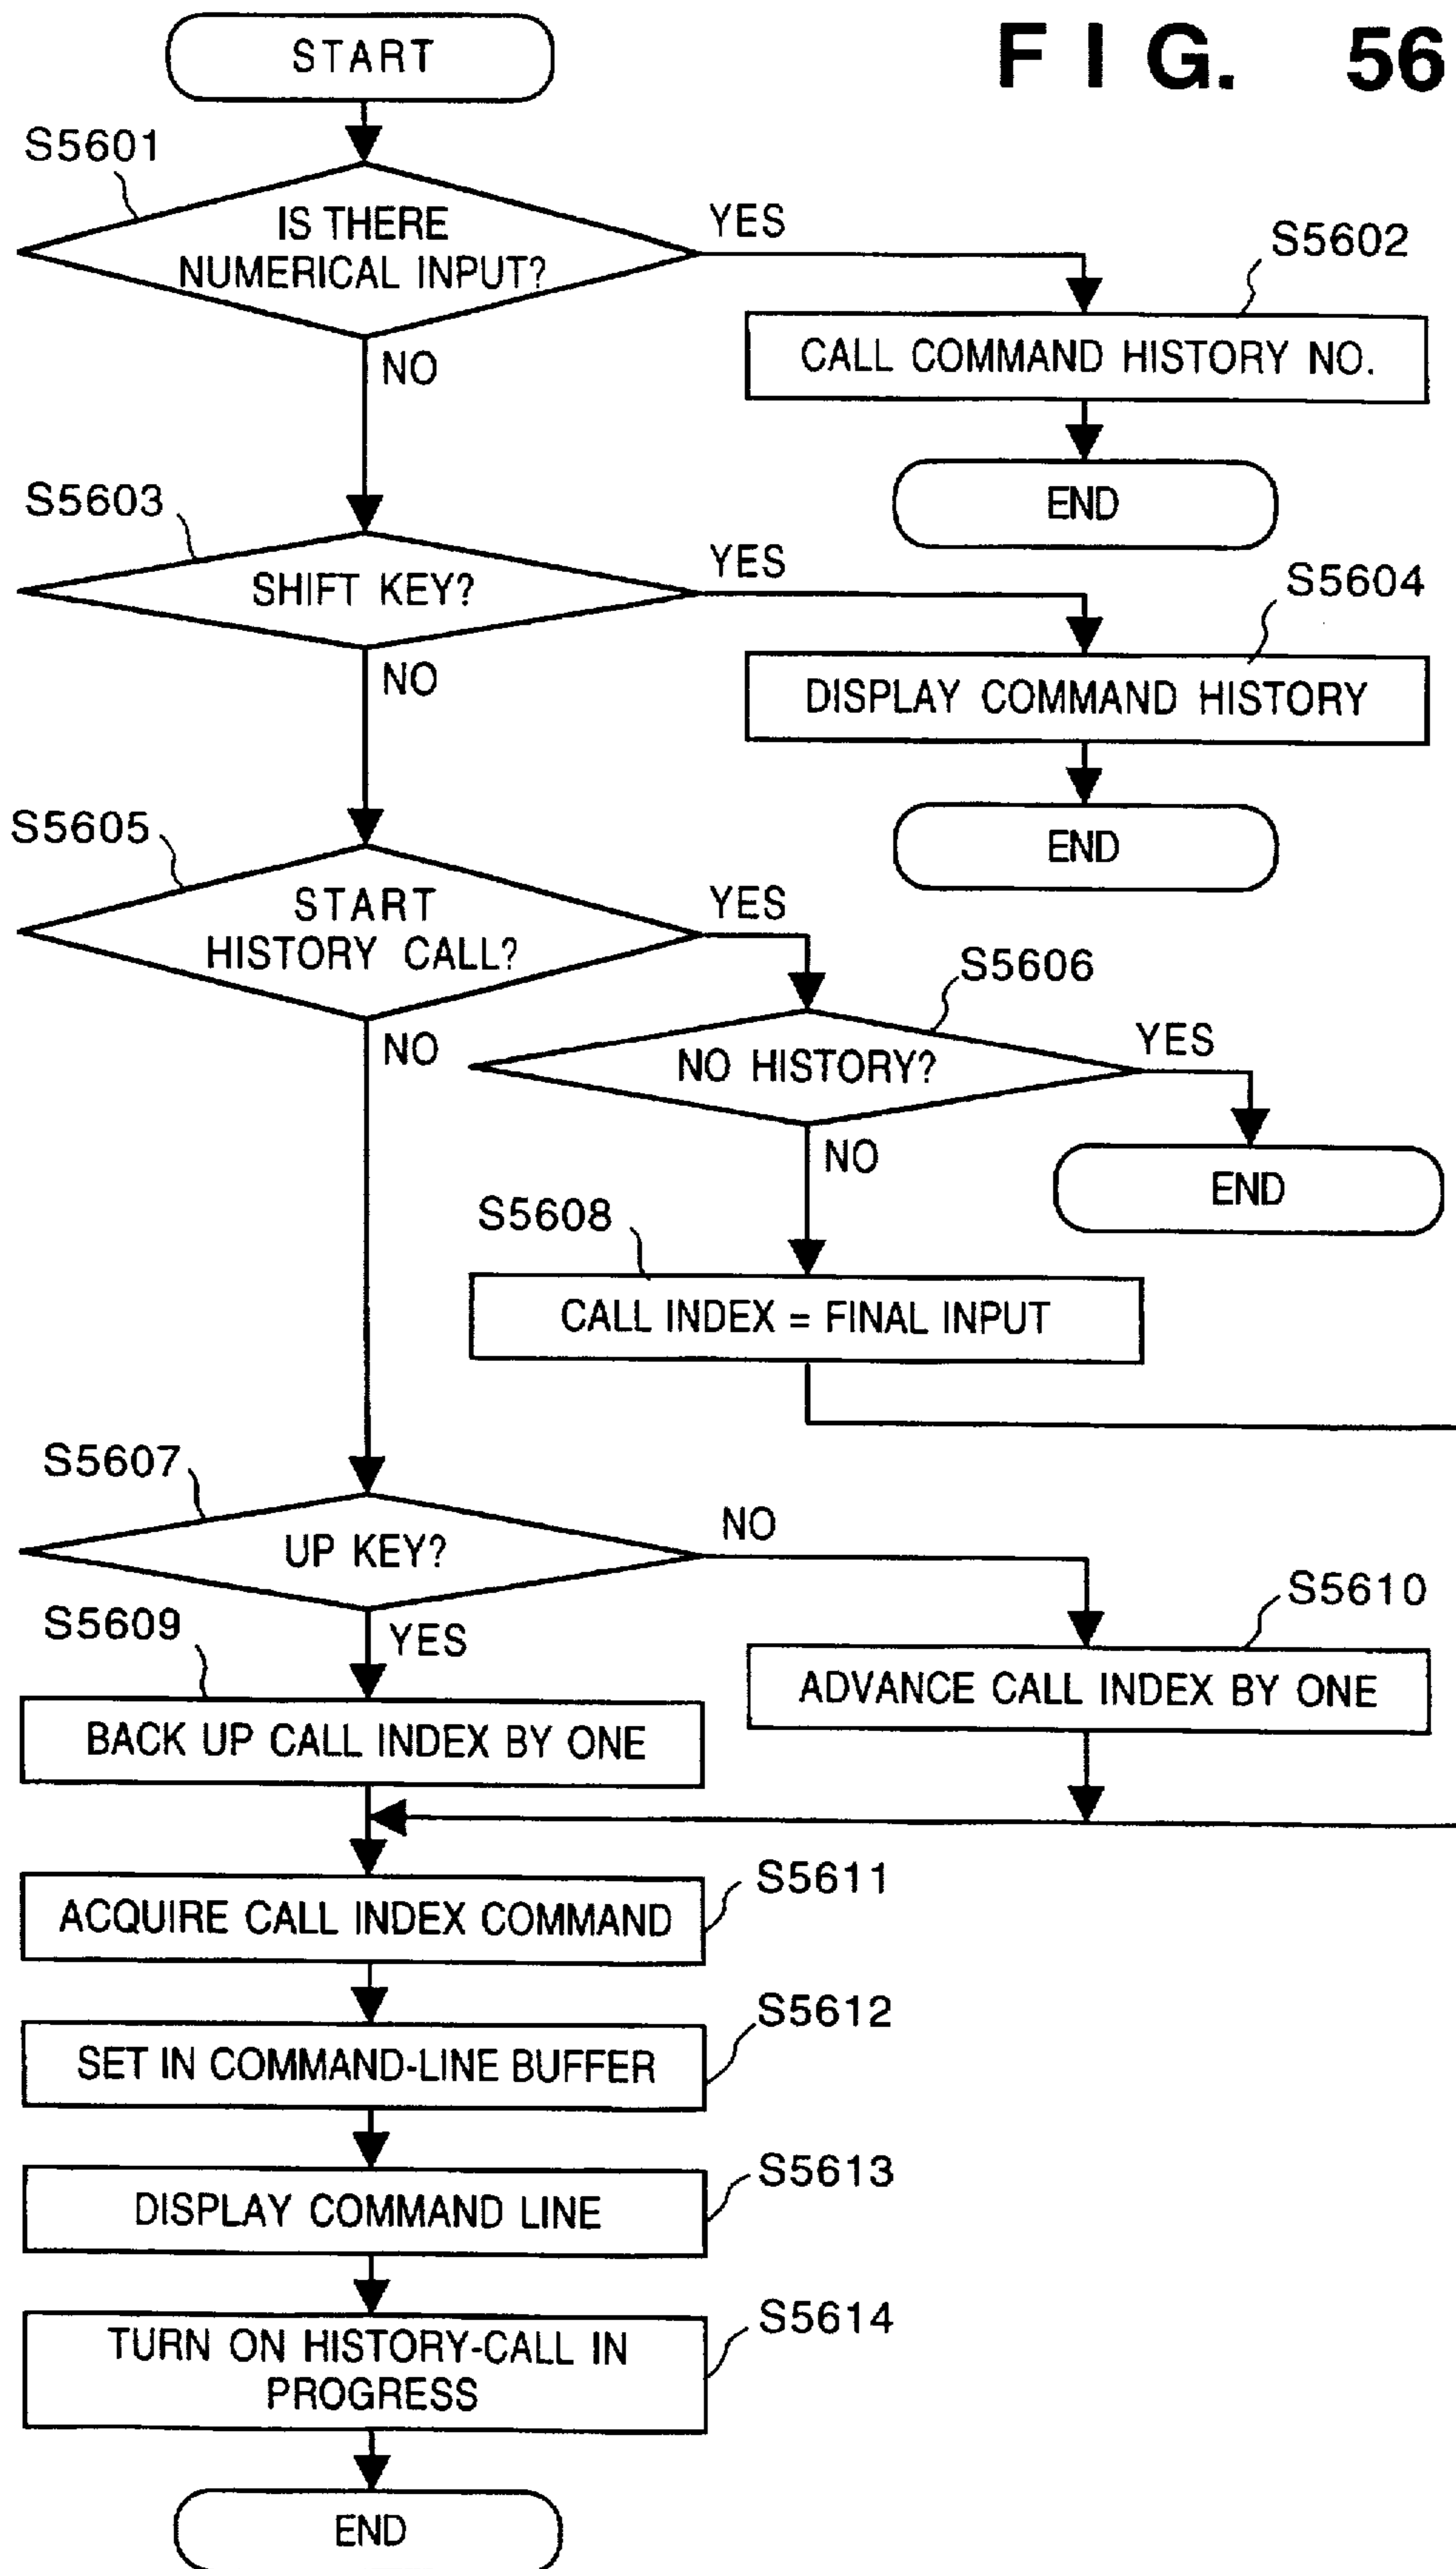 START
F I G. 56
S5601
IS THERE
NUMERICAL INPUT?
YES
S5602
CALL COMMAND HISTORY NO.
NO
END
S5603
SHIFT KEY?
YES
S5604
NO
DISPLAY COMMAND HISTORY
END
S5605
START
HISTORY CALL?
YES
S5606
NO
NO HISTORY?
YES
NO
END
S5608
CALL INDEX = FINAL INPUT
S5607
UP KEY?
NO
S5610
S5609
YES
ADVANCE CALL INDEX BY ONE
BACK UP CALL INDEX BY ONE
S5611
ACQUIRE CALL INDEX COMMAND
S5612
SET IN COMMAND-LINE BUFFER
S5613
DISPLAY COMMAND LINE
S5614
TURN ON HISTORY-CALL IN
PROGRESS
END